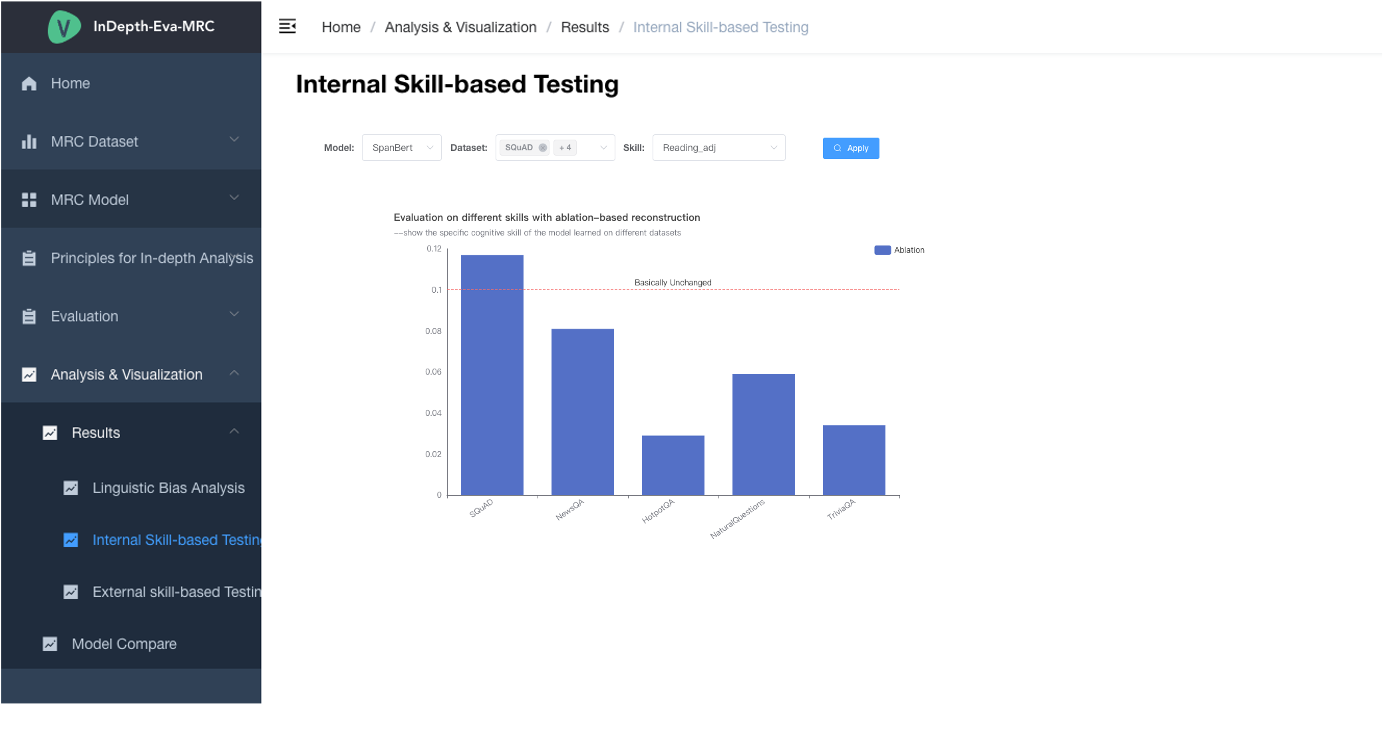 InDepth-Eva-MRC
Home / Analysis & Visualization / Results / Internal Skill-based Testing
Home
MRC Dataset
MRC Model
Principles for In-depth Analysis
Evaluation
Analysis & Visualization
Results
Linguistic Bias Analysis
Internal Skill-based Testing
External skill-based Testin
Model Compare
Internal Skill-based Testing
Model: SpanBert Dataset: SQuAD + 4 Skill: Reading_adj Apply
Evaluation on different skills with ablation-based reconstruction
--show the specific cognitive skill of the model learned on different datasets
Ablation
Basically Unchanged
0.12
0.1
0.08
0.06
0.04
0.02
0
SQuAD
NewsQA
HotpotQA
NaturalQuestions
TriviaQA